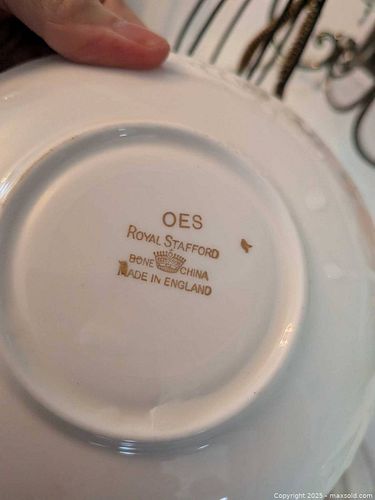 OES
ROYAL STAFFORD
BONE CHINA
MADE IN ENGLAND
Copyright 2025 - maxsold.com